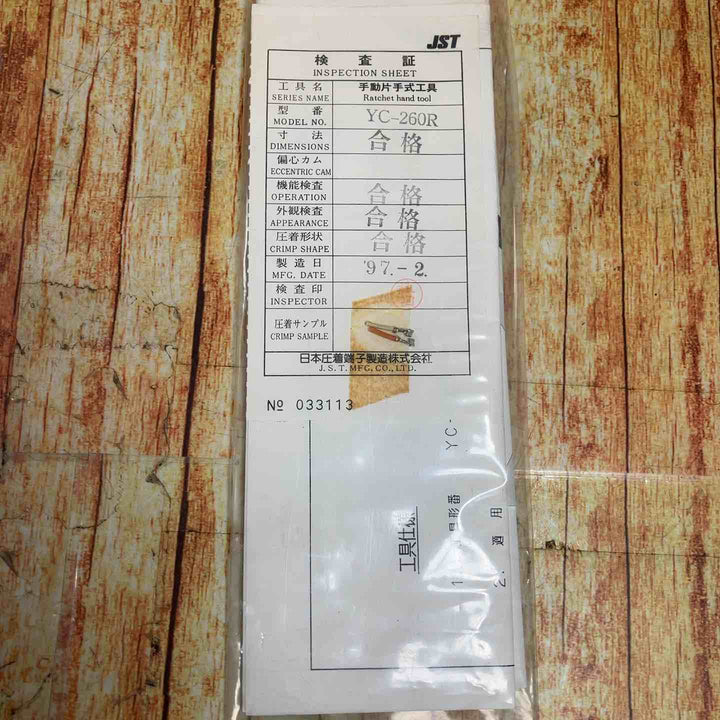 JST
検査証
INSPECTION SHEET
工具名 手動片手式工具
SERIES NAME Ratchet hand tool
型番 YC-260R
MODEL NO.
寸法 合格
DIMENSIONS
偏心カム
ECCENTRIC CAM
機能検査 合格
OPERATION
外観検査 合格
APPEARANCE
圧着形状 合格
CRIMP SHAPE
製造日 '97.-2.
MFG. DATE
検査印
INSPECTOR
圧着サンプル
CRIMP SAMPLE
日本圧着端子製造株式会社
J.S.T.MFG.CO.,LTD.
№ 033113
工具仕様
1. 具形番 YC-
2. 適用